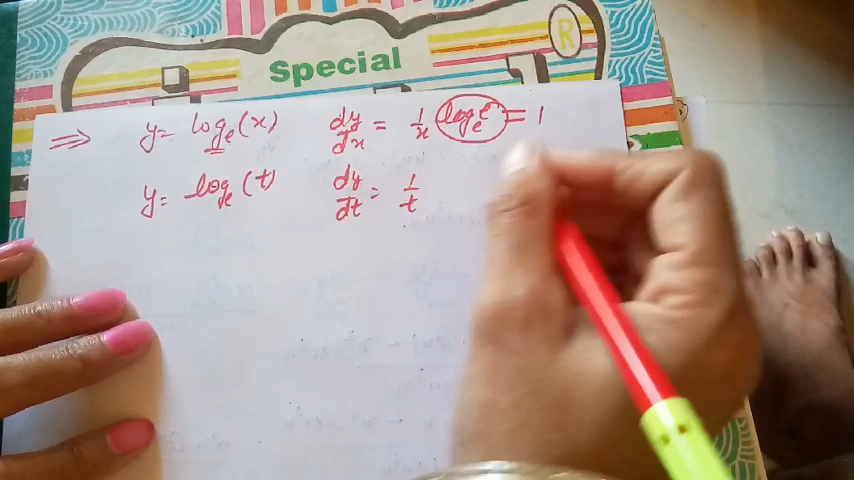 Special
R
⇒ y = logₑ(x) dy/dx = 1/x logₑe = 1
y = logₑ(t) dy/dt = 1/t